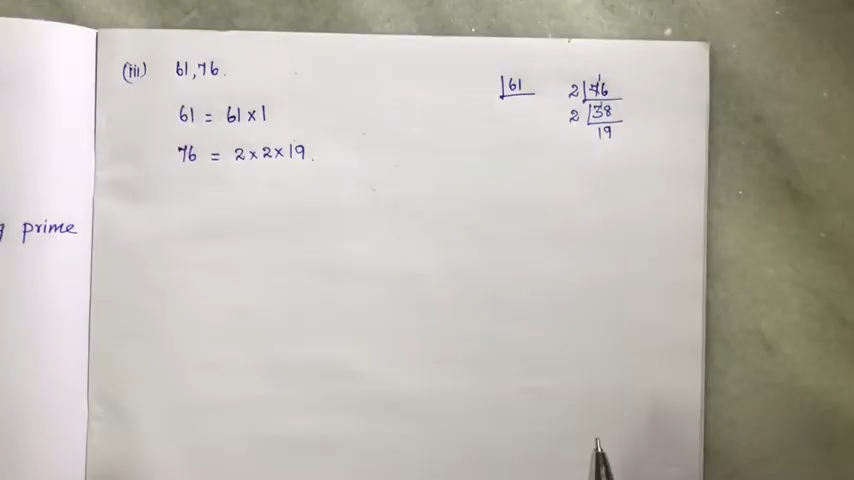 (iii) 61,76.
61 = 61 × 1
76 = 2 × 2 × 19.
61
2 76
2 38
19
prime